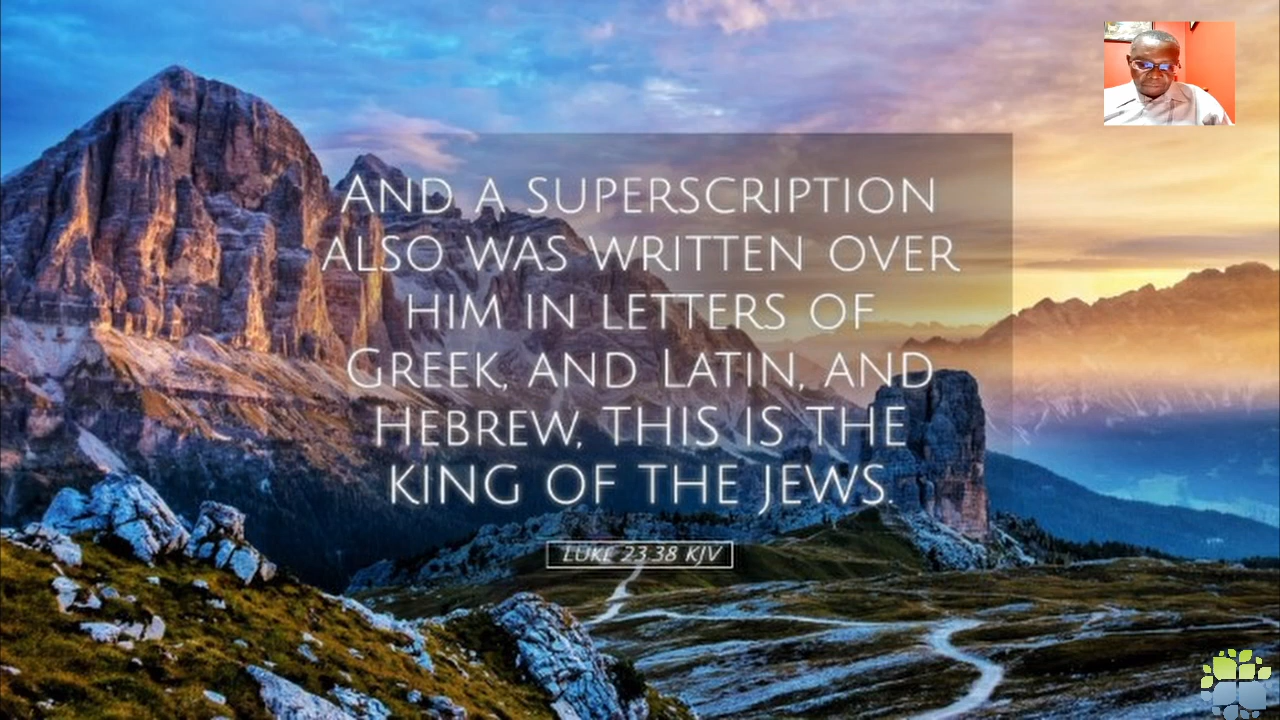 And a superscription
also was written over
him in letters of
Greek, and Latin, and
Hebrew, THIS IS THE
KING OF THE JEWS.
LUKE 23:38 KJV